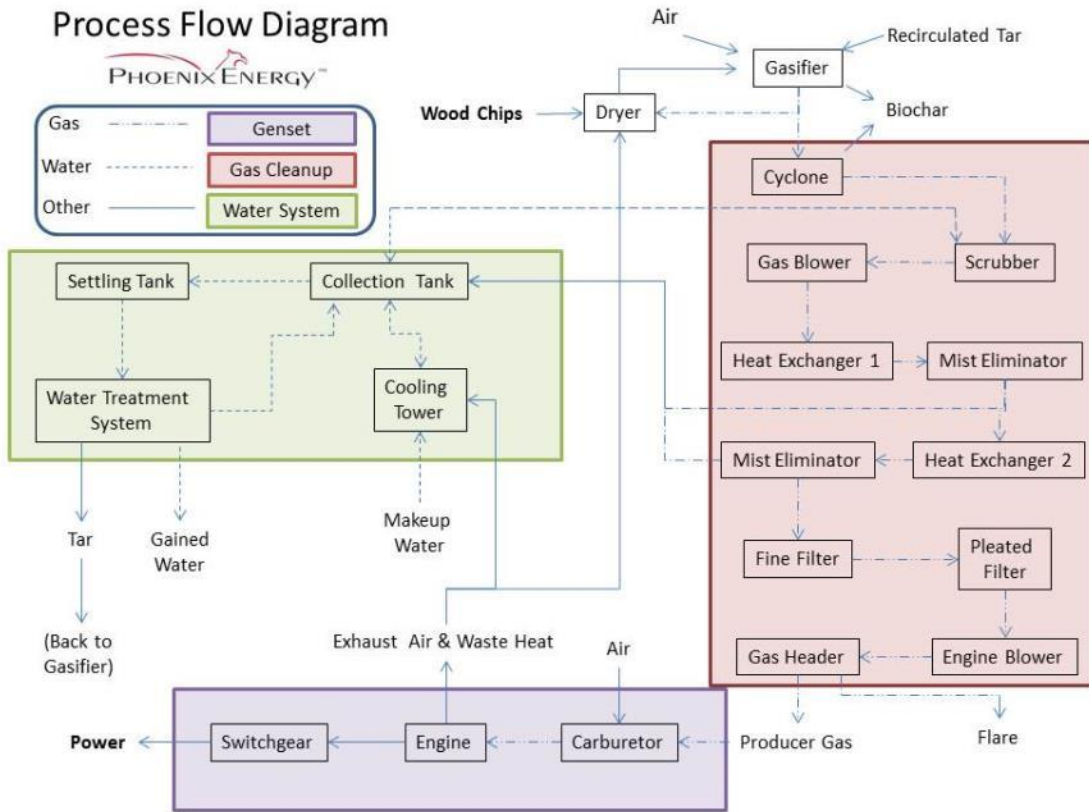 Process Flow Diagram
PHOENIX ENERGY™
Gas
Genset
Water
Gas Cleanup
Other
Water System
Air
Recirculated Tar
Gasifier
Wood Chips
Dryer
Biochar
Cyclone
Gas Blower
Scrubber
Settling Tank
Collection Tank
Heat Exchanger 1
Mist Eliminator
Water Treatment
System
Cooling
Tower
Mist Eliminator
Heat Exchanger 2
Tar
Gained
Water
Makeup
Water
Fine Filter
Pleated
Filter
(Back to
Gasifier)
Exhaust Air & Waste Heat
Air
Gas Header
Engine Blower
Power
Switchgear
Engine
Carburetor
Producer Gas
Flare